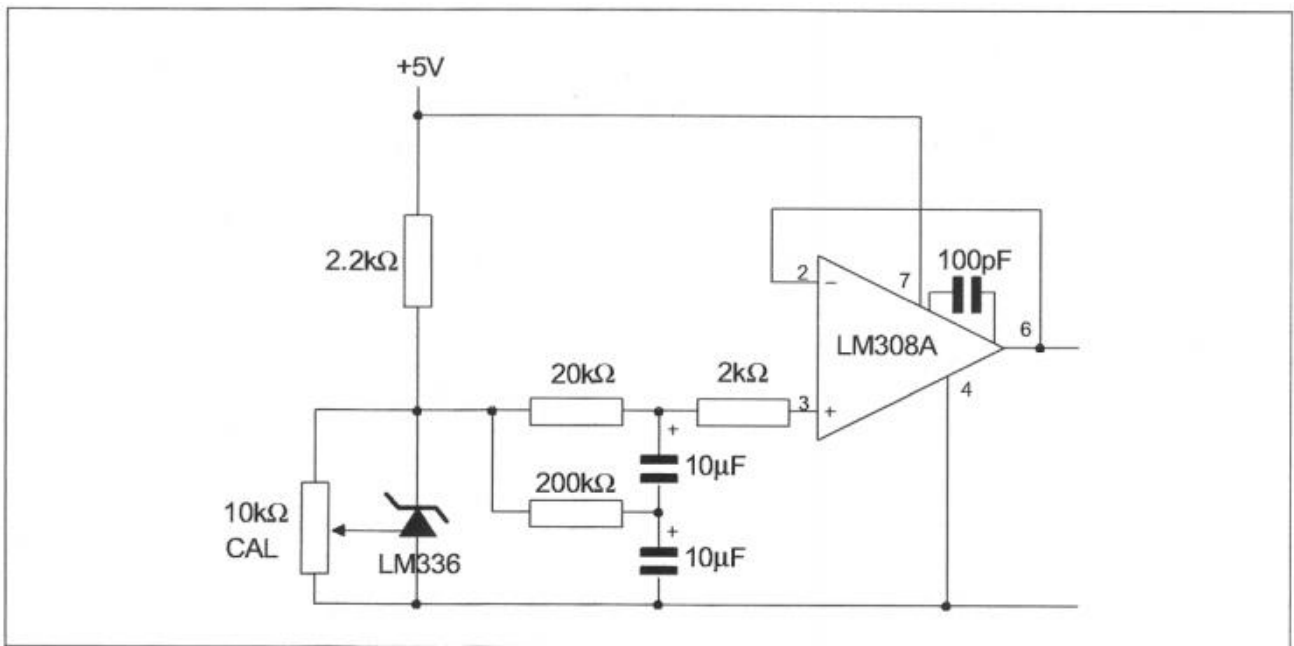 +5V
2.2kΩ
100pF
2
−
7
6
LM308A
20kΩ
2kΩ
3
+
4
+
10μF
200kΩ
10kΩ
CAL
LM336
+
10μF